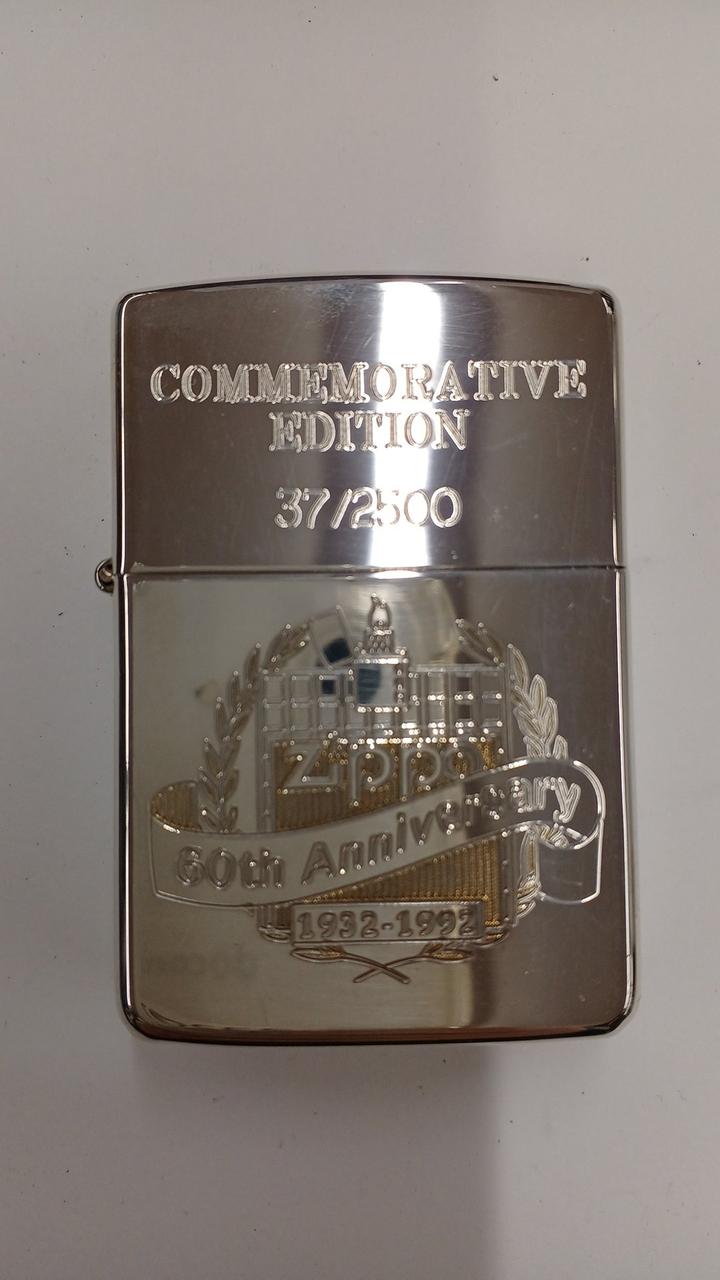 COMMEMORATIVE
EDITION
37/2500
Zippo
60th Anniversary
1932-1992